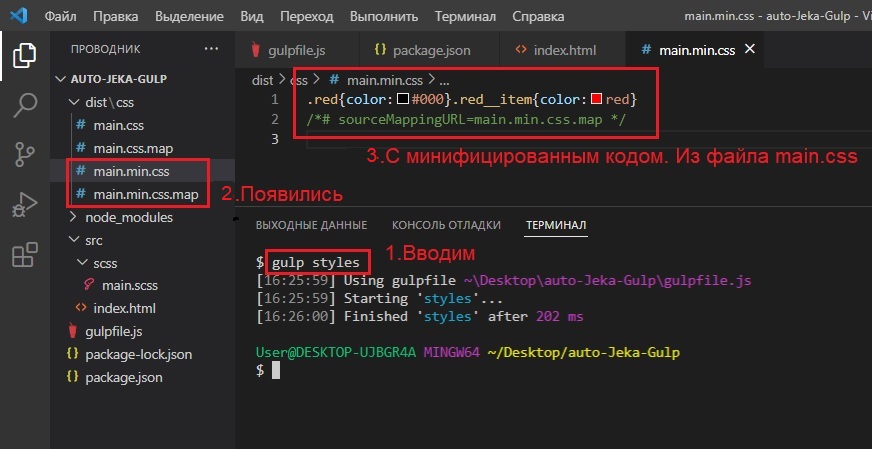 Файл Правка Выделение Вид Переход Выполнить Терминал Справка main.min.css - auto-Jeka-Gulp - Vi
ПРОВОДНИК ...
gulpfile.js package.json index.html main.min.css
AUTO-JEKA-GULP
dist\css
main.css
main.css.map
main.min.css
main.min.css.map
node_modules
src
scss
main.scss
index.html
gulpfile.js
package-lock.json
package.json
dist > css > # main.min.css > ...
1 .red{color:#000}.red__item{color:red}
2 /*# sourceMappingURL=main.min.css.map */
3
3.С минифицированным кодом. Из файла main.css
2.Появились
ВЫХОДНЫЕ ДАННЫЕ КОНСОЛЬ ОТЛАДКИ ТЕРМИНАЛ
1.Вводим
$ gulp styles
[16:25:59] Using gulpfile ~\Desktop\auto-Jeka-Gulp\gulpfile.js
[16:25:59] Starting 'styles'...
[16:26:00] Finished 'styles' after 202 ms
User@DESKTOP-UJBGR4A MINGW64 ~/Desktop/auto-Jeka-Gulp
$